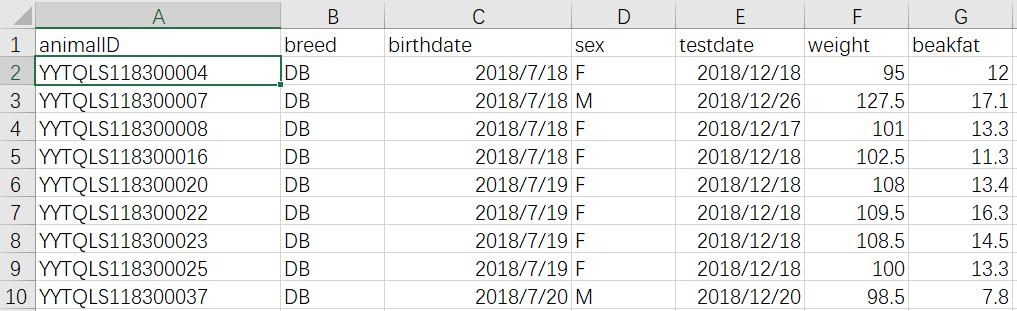 A B C D E F G
1 animalID breed birthdate sex testdate weight beakfat
2 YYTQLS118300004 DB 2018/7/18 F 2018/12/18 95 12
3 YYTQLS118300007 DB 2018/7/18 M 2018/12/26 127.5 17.1
4 YYTQLS118300008 DB 2018/7/18 F 2018/12/17 101 13.3
5 YYTQLS118300016 DB 2018/7/18 F 2018/12/18 102.5 11.3
6 YYTQLS118300020 DB 2018/7/19 F 2018/12/18 108 13.4
7 YYTQLS118300022 DB 2018/7/19 F 2018/12/18 109.5 16.3
8 YYTQLS118300023 DB 2018/7/19 F 2018/12/18 108.5 14.5
9 YYTQLS118300025 DB 2018/7/19 F 2018/12/18 100 13.3
10 YYTQLS118300037 DB 2018/7/20 M 2018/12/20 98.5 7.8